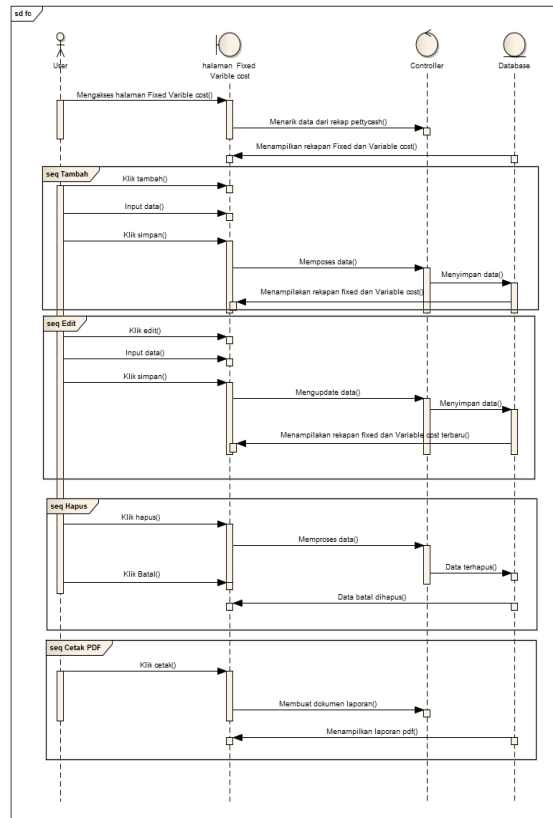 sd fc
User
halaman Fixed
Varible cost
Controller
Database
Mengakses halaman Fixed Varible cost()
Menarik data dari rekap pettycash()
Menampilkan rekapan Fixed dan Variable cost()
seq Tambah
Klik tambah()
Input data()
Klik simpan()
Memposes data()
Menyimpan data()
Menampilakan rekapan fixed dan Variable cost()
seq Edit
Klik edit()
Input data()
Klik simpan()
Mengupdate data()
Menyimpan data()
Menampilakan rekapan fixed dan Variable cost terbaru()
seq Hapus
Klik hapus()
Memproses data()
Data terhapus()
Klik Batal()
Data batal dihapus()
seq Cetak PDF
Klik cetak()
Membuat dokumen laporan()
Menampilkan laporan pdf()